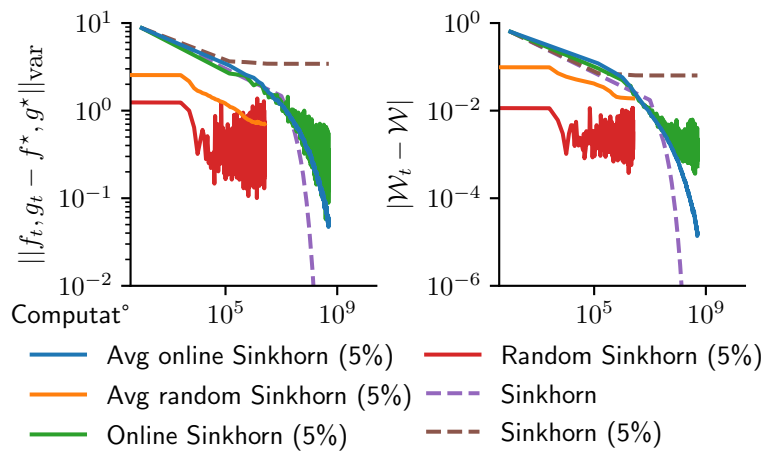 10^1
10^0
10^−1
10^−2
||f_t, g_t − f^⋆, g^⋆||_var
10^5
10^9
10^0
10^−2
10^−4
10^−6
|𝒲_t − 𝒲|
10^5
10^9
Computat°
Avg online Sinkhorn (5%)
Avg random Sinkhorn (5%)
Online Sinkhorn (5%)
Random Sinkhorn (5%)
Sinkhorn
Sinkhorn (5%)